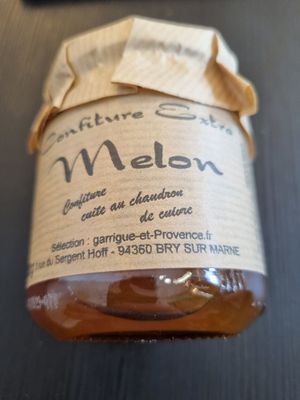 Confiture Extra
Melon
Confiture
cuite au chaudron
de cuivre
Sélection : garrigue-et-Provence.fr
rue du Sergent Hoff - 94360 BRY SUR MARNE